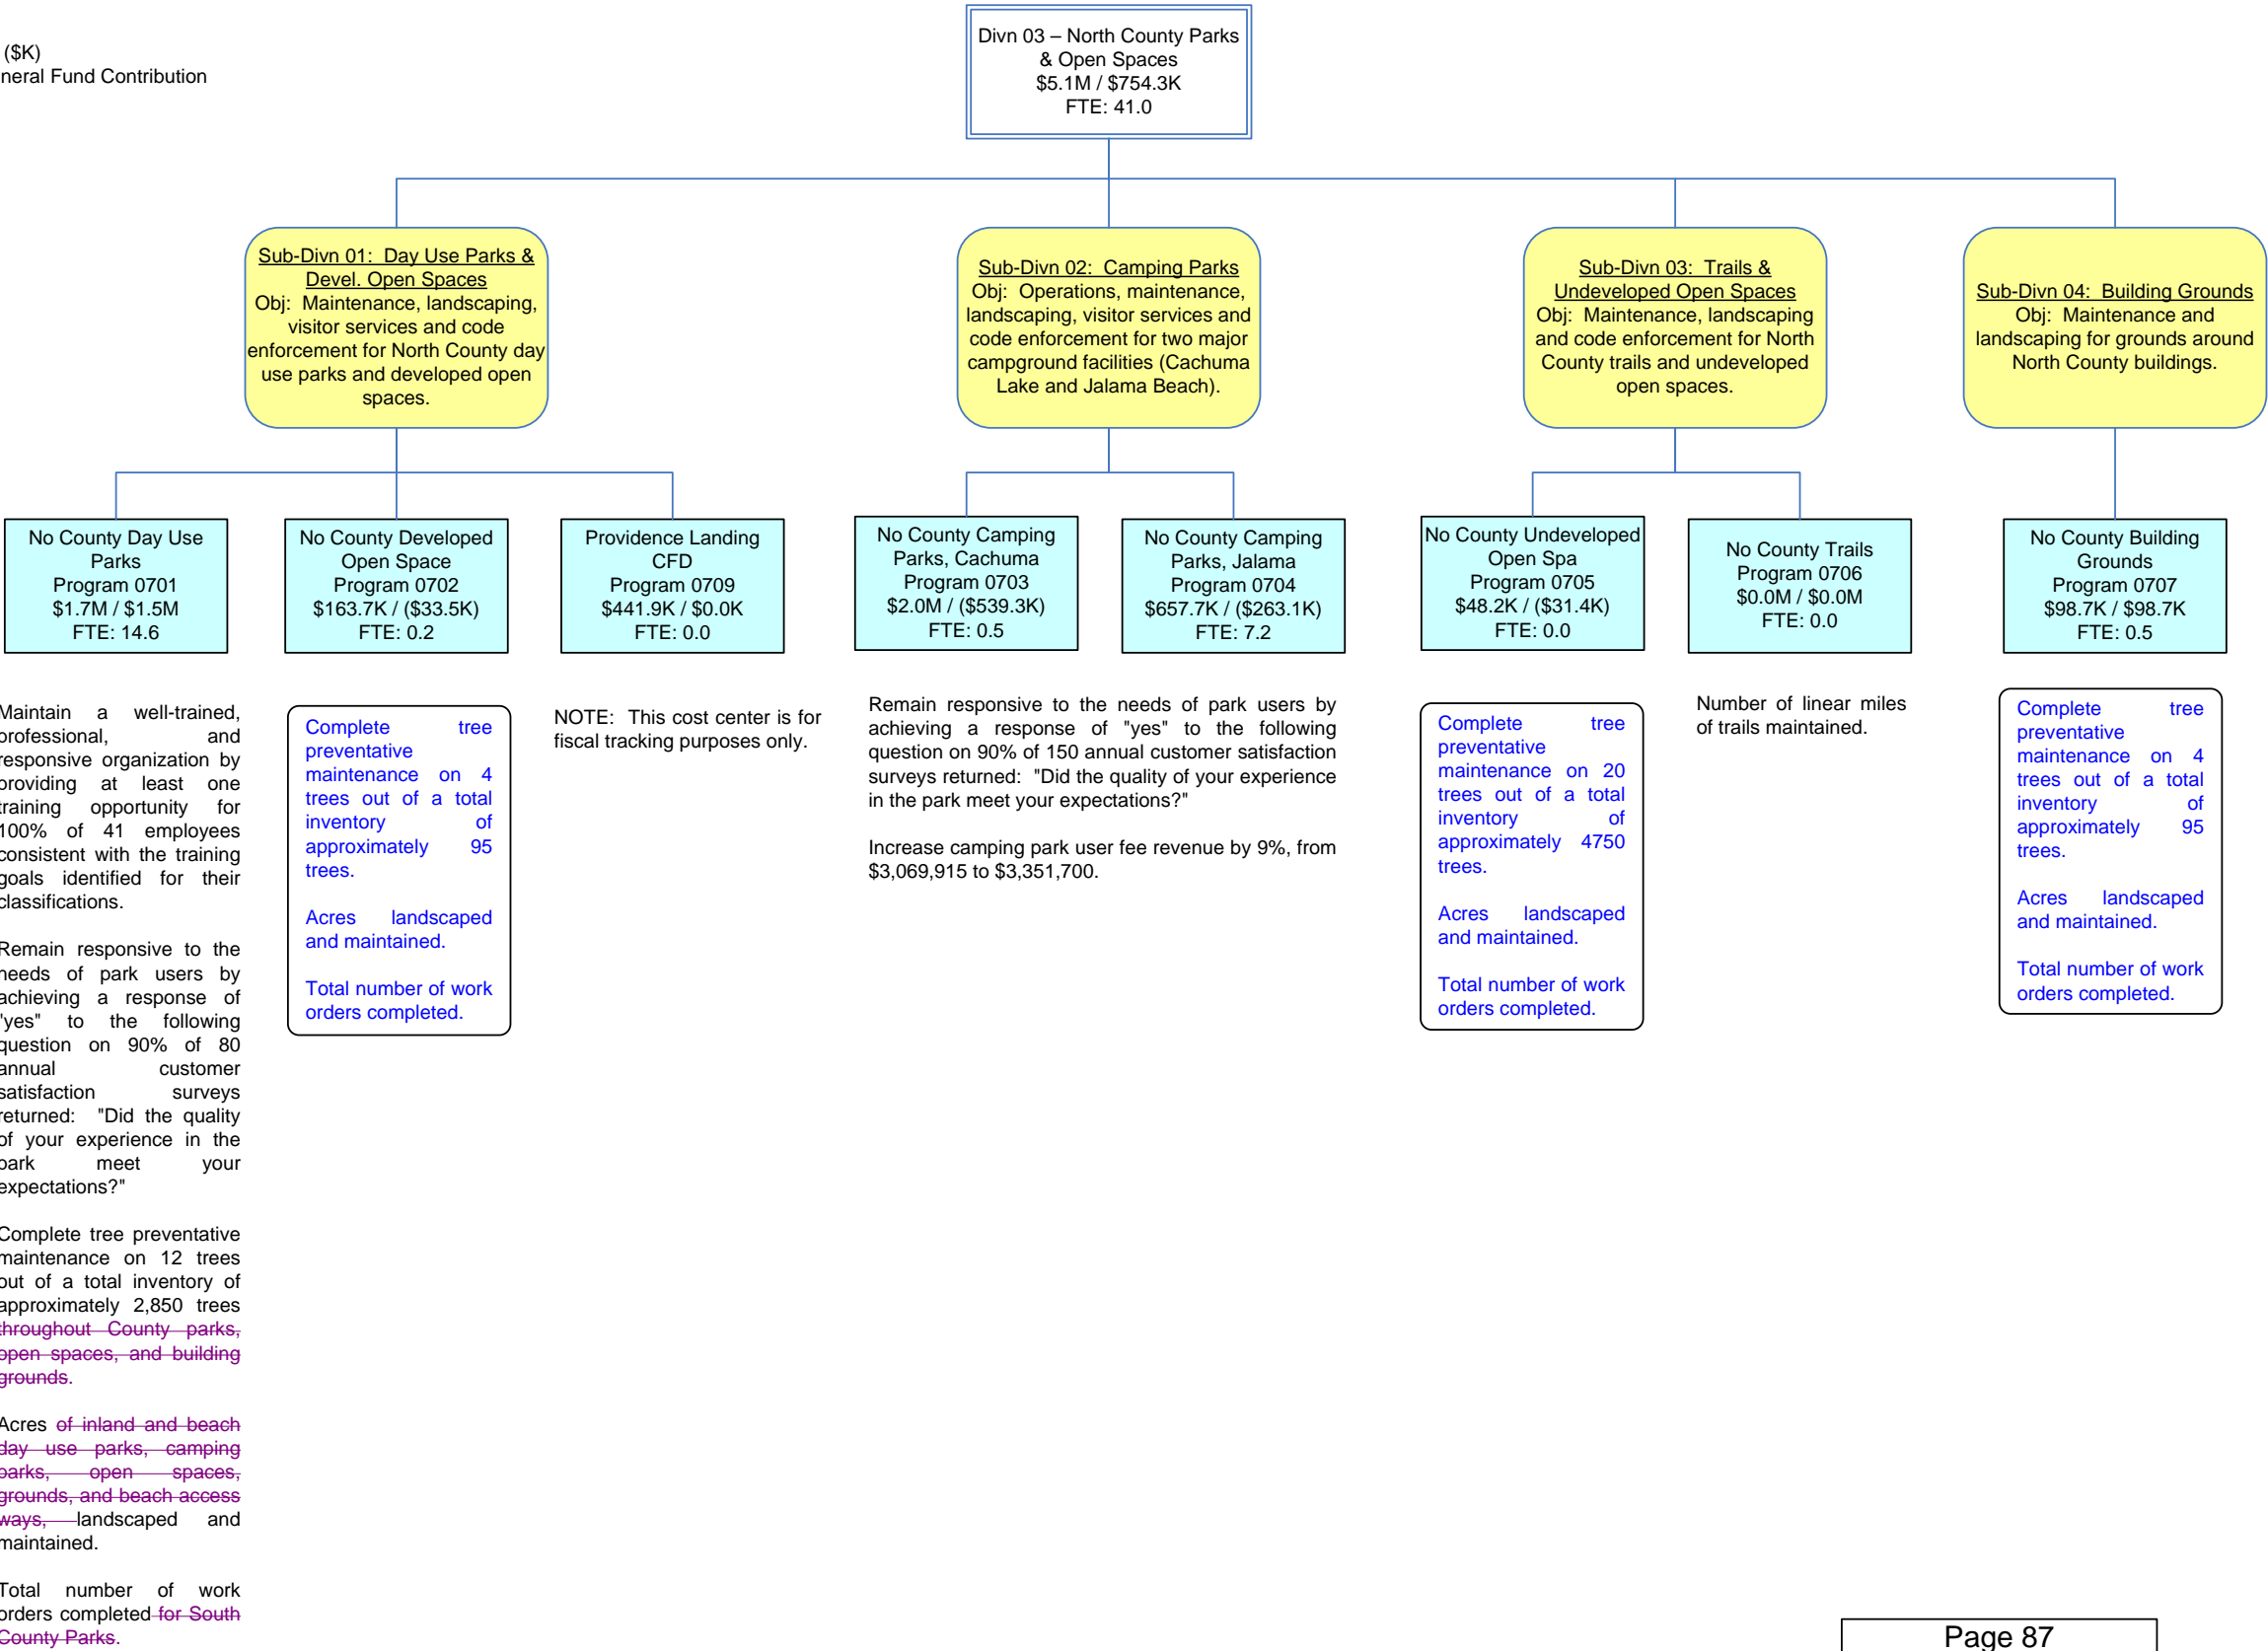 ($K)
neral Fund Contribution
Divn 03 – North County Parks
& Open Spaces
$5.1M / $754.3K
FTE: 41.0
Sub-Divn 01:  Day Use Parks &
Devel. Open Spaces
Obj:  Maintenance, landscaping,
visitor services and code
enforcement for North County day
use parks and developed open
spaces.
Sub-Divn 02:  Camping Parks
Obj:  Operations, maintenance,
landscaping, visitor services and
code enforcement for two major
campground facilities (Cachuma
Lake and Jalama Beach).
Sub-Divn 03:  Trails &
Undeveloped Open Spaces
Obj:  Maintenance, landscaping
and code enforcement for North
County trails and undeveloped
open spaces.
Sub-Divn 04:  Building Grounds
Obj:  Maintenance and
landscaping for grounds around
North County buildings.
No County Day Use
Parks
Program 0701
$1.7M / $1.5M
FTE: 14.6
No County Developed
Open Space
Program 0702
$163.7K / ($33.5K)
FTE: 0.2
Providence Landing
CFD
Program 0709
$441.9K / $0.0K
FTE: 0.0
No County Camping
Parks, Cachuma
Program 0703
$2.0M / ($539.3K)
FTE: 0.5
No County Camping
Parks, Jalama
Program 0704
$657.7K / ($263.1K)
FTE: 7.2
No County Undeveloped
Open Spa
Program 0705
$48.2K / ($31.4K)
FTE: 0.0
No County Trails
Program 0706
$0.0M / $0.0M
FTE: 0.0
No County Building
Grounds
Program 0707
$98.7K / $98.7K
FTE: 0.5
Maintain a well-trained,
professional, and
responsive organization by
providing at least one
training opportunity for
100% of 41 employees
consistent with the training
goals identified for their
classifications.
Remain responsive to the
needs of park users by
achieving a response of
"yes" to the following
question on 90% of 80
annual customer
satisfaction surveys
returned:  "Did the quality
of your experience in the
park meet your
expectations?"
Complete tree preventative
maintenance on 12 trees
out of a total inventory of
approximately 2,850 trees
throughout County parks,
open spaces, and building
grounds.
Acres of inland and beach
day use parks, camping
parks, open spaces,
grounds, and beach access
ways, landscaped and
maintained.
Total number of work
orders completed for South
County Parks.
Complete tree
preventative
maintenance on 4
trees out of a total
inventory of
approximately 95
trees.
Acres landscaped
and maintained.
Total number of work
orders completed.
NOTE:  This cost center is for
fiscal tracking purposes only.
Remain responsive to the needs of park users by
achieving a response of "yes" to the following
question on 90% of 150 annual customer satisfaction
surveys returned:  "Did the quality of your experience
in the park meet your expectations?"
Increase camping park user fee revenue by 9%, from
$3,069,915 to $3,351,700.
Complete tree
preventative
maintenance on 20
trees out of a total
inventory of
approximately 4750
trees.
Acres landscaped
and maintained.
Total number of work
orders completed.
Number of linear miles
of trails maintained.
Complete tree
preventative
maintenance on 4
trees out of a total
inventory of
approximately 95
trees.
Acres landscaped
and maintained.
Total number of work
orders completed.
Page 87